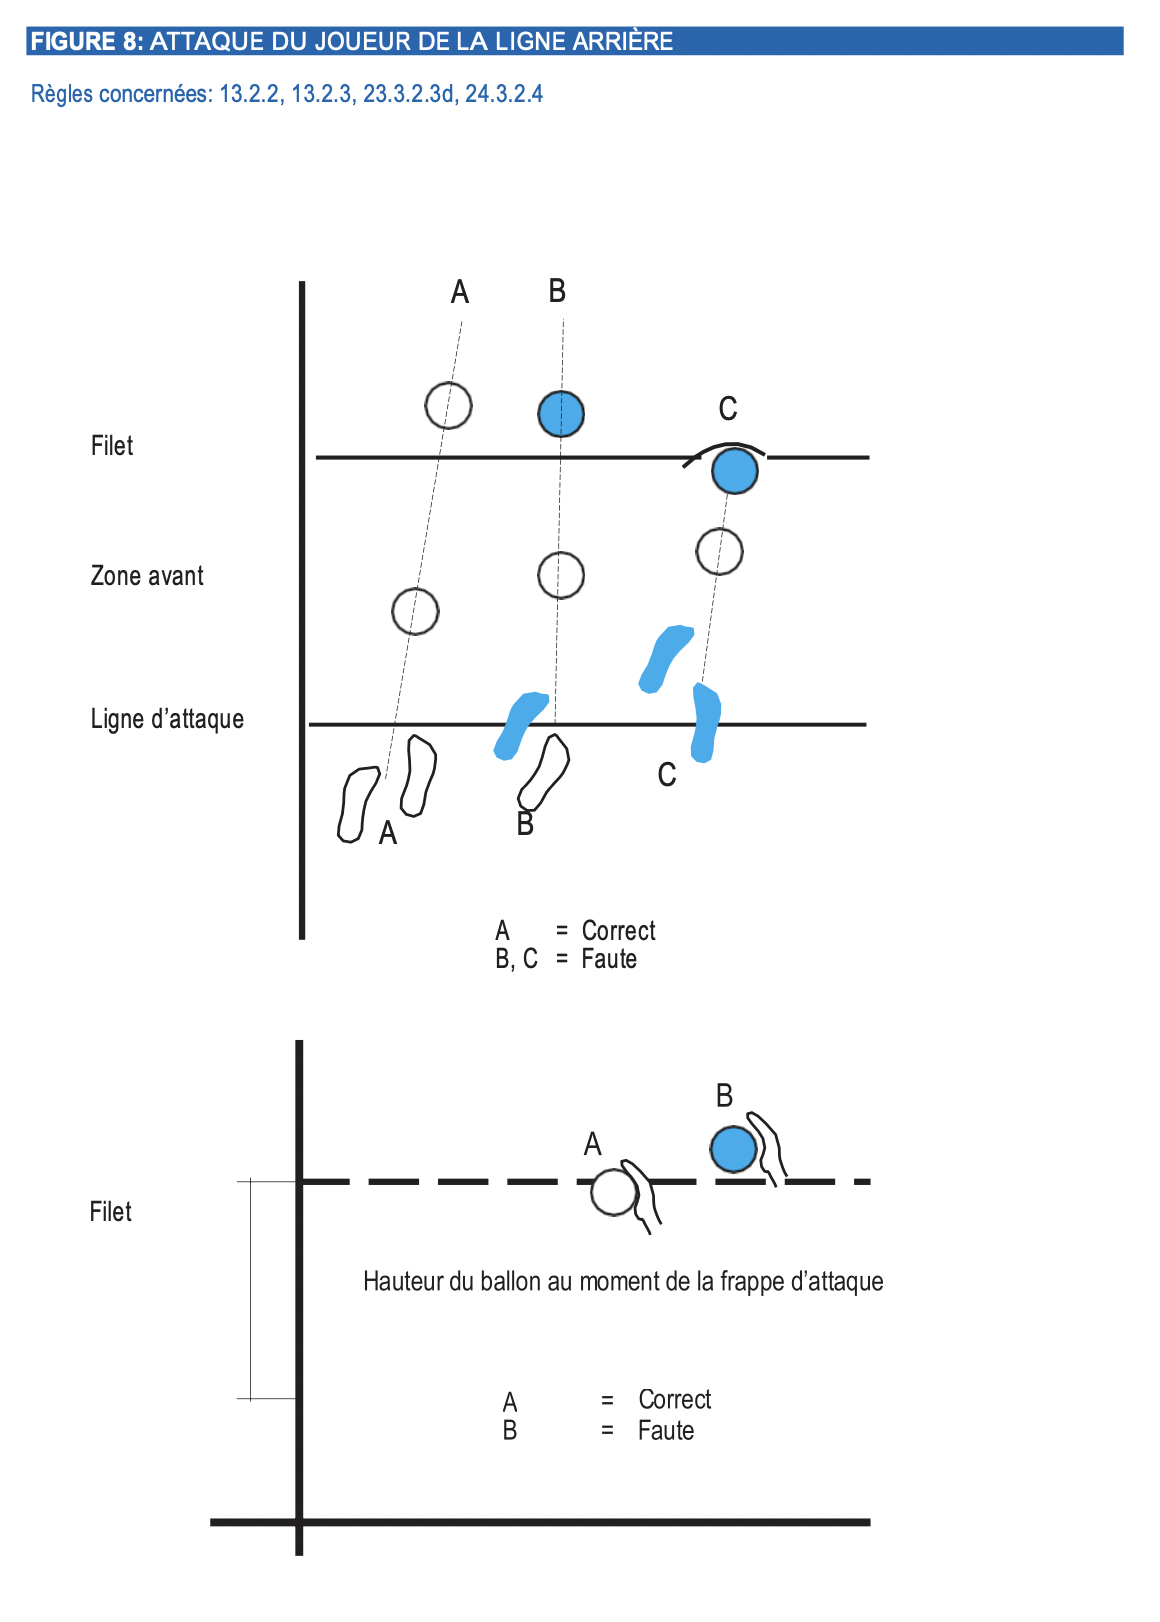 FIGURE 8: ATTAQUE DU JOUEUR DE LA LIGNE ARRIÈRE
Règles concernées: 13.2.2, 13.2.3, 23.3.2.3d, 24.3.2.4
A B
C
Filet
Zone avant
Ligne d’attaque
C
A B
A = Correct
B, C = Faute
B
A
Filet
Hauteur du ballon au moment de la frappe d’attaque
A = Correct
B = Faute